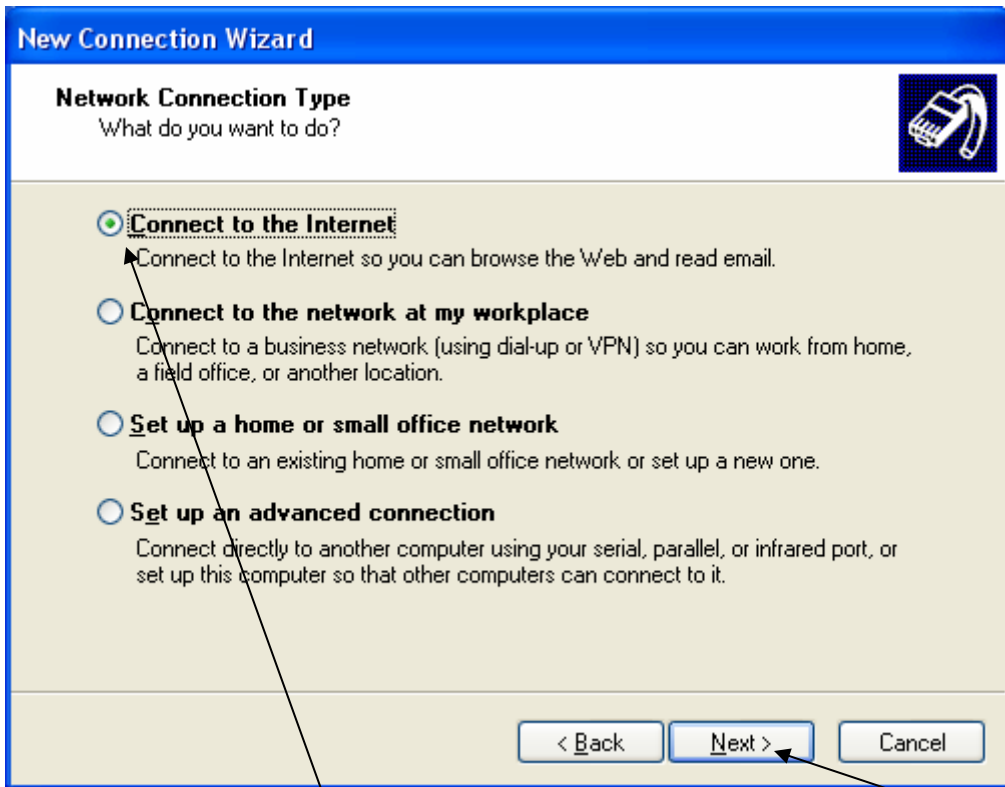 New Connection Wizard
Network Connection Type
What do you want to do?
Connect to the Internet
Connect to the Internet so you can browse the Web and read email.
Connect to the network at my workplace
Connect to a business network (using dial-up or VPN) so you can work from home,
a field office, or another location.
Set up a home or small office network
Connect to an existing home or small office network or set up a new one.
Set up an advanced connection
Connect directly to another computer using your serial, parallel, or infrared port, or
set up this computer so that other computers can connect to it.
< Back Next > Cancel